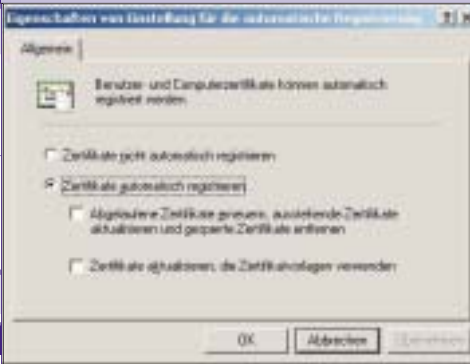 Eigenschaften von Einstellung für die automatische Registrierung
Allgemein
Benutzer- und Computerzertifikate können automatisch
registriert werden.
Zertifikate nicht automatisch registrieren
Zertifikate automatisch registrieren
Abgelaufene Zertifikate erneuern, ausstehende Zertifikate
aktualisieren und gesperrte Zertifikate entfernen
Zertifikate aktualisieren, die Zertifikatvorlagen verwenden
OK
Abbrechen
Übernehmen